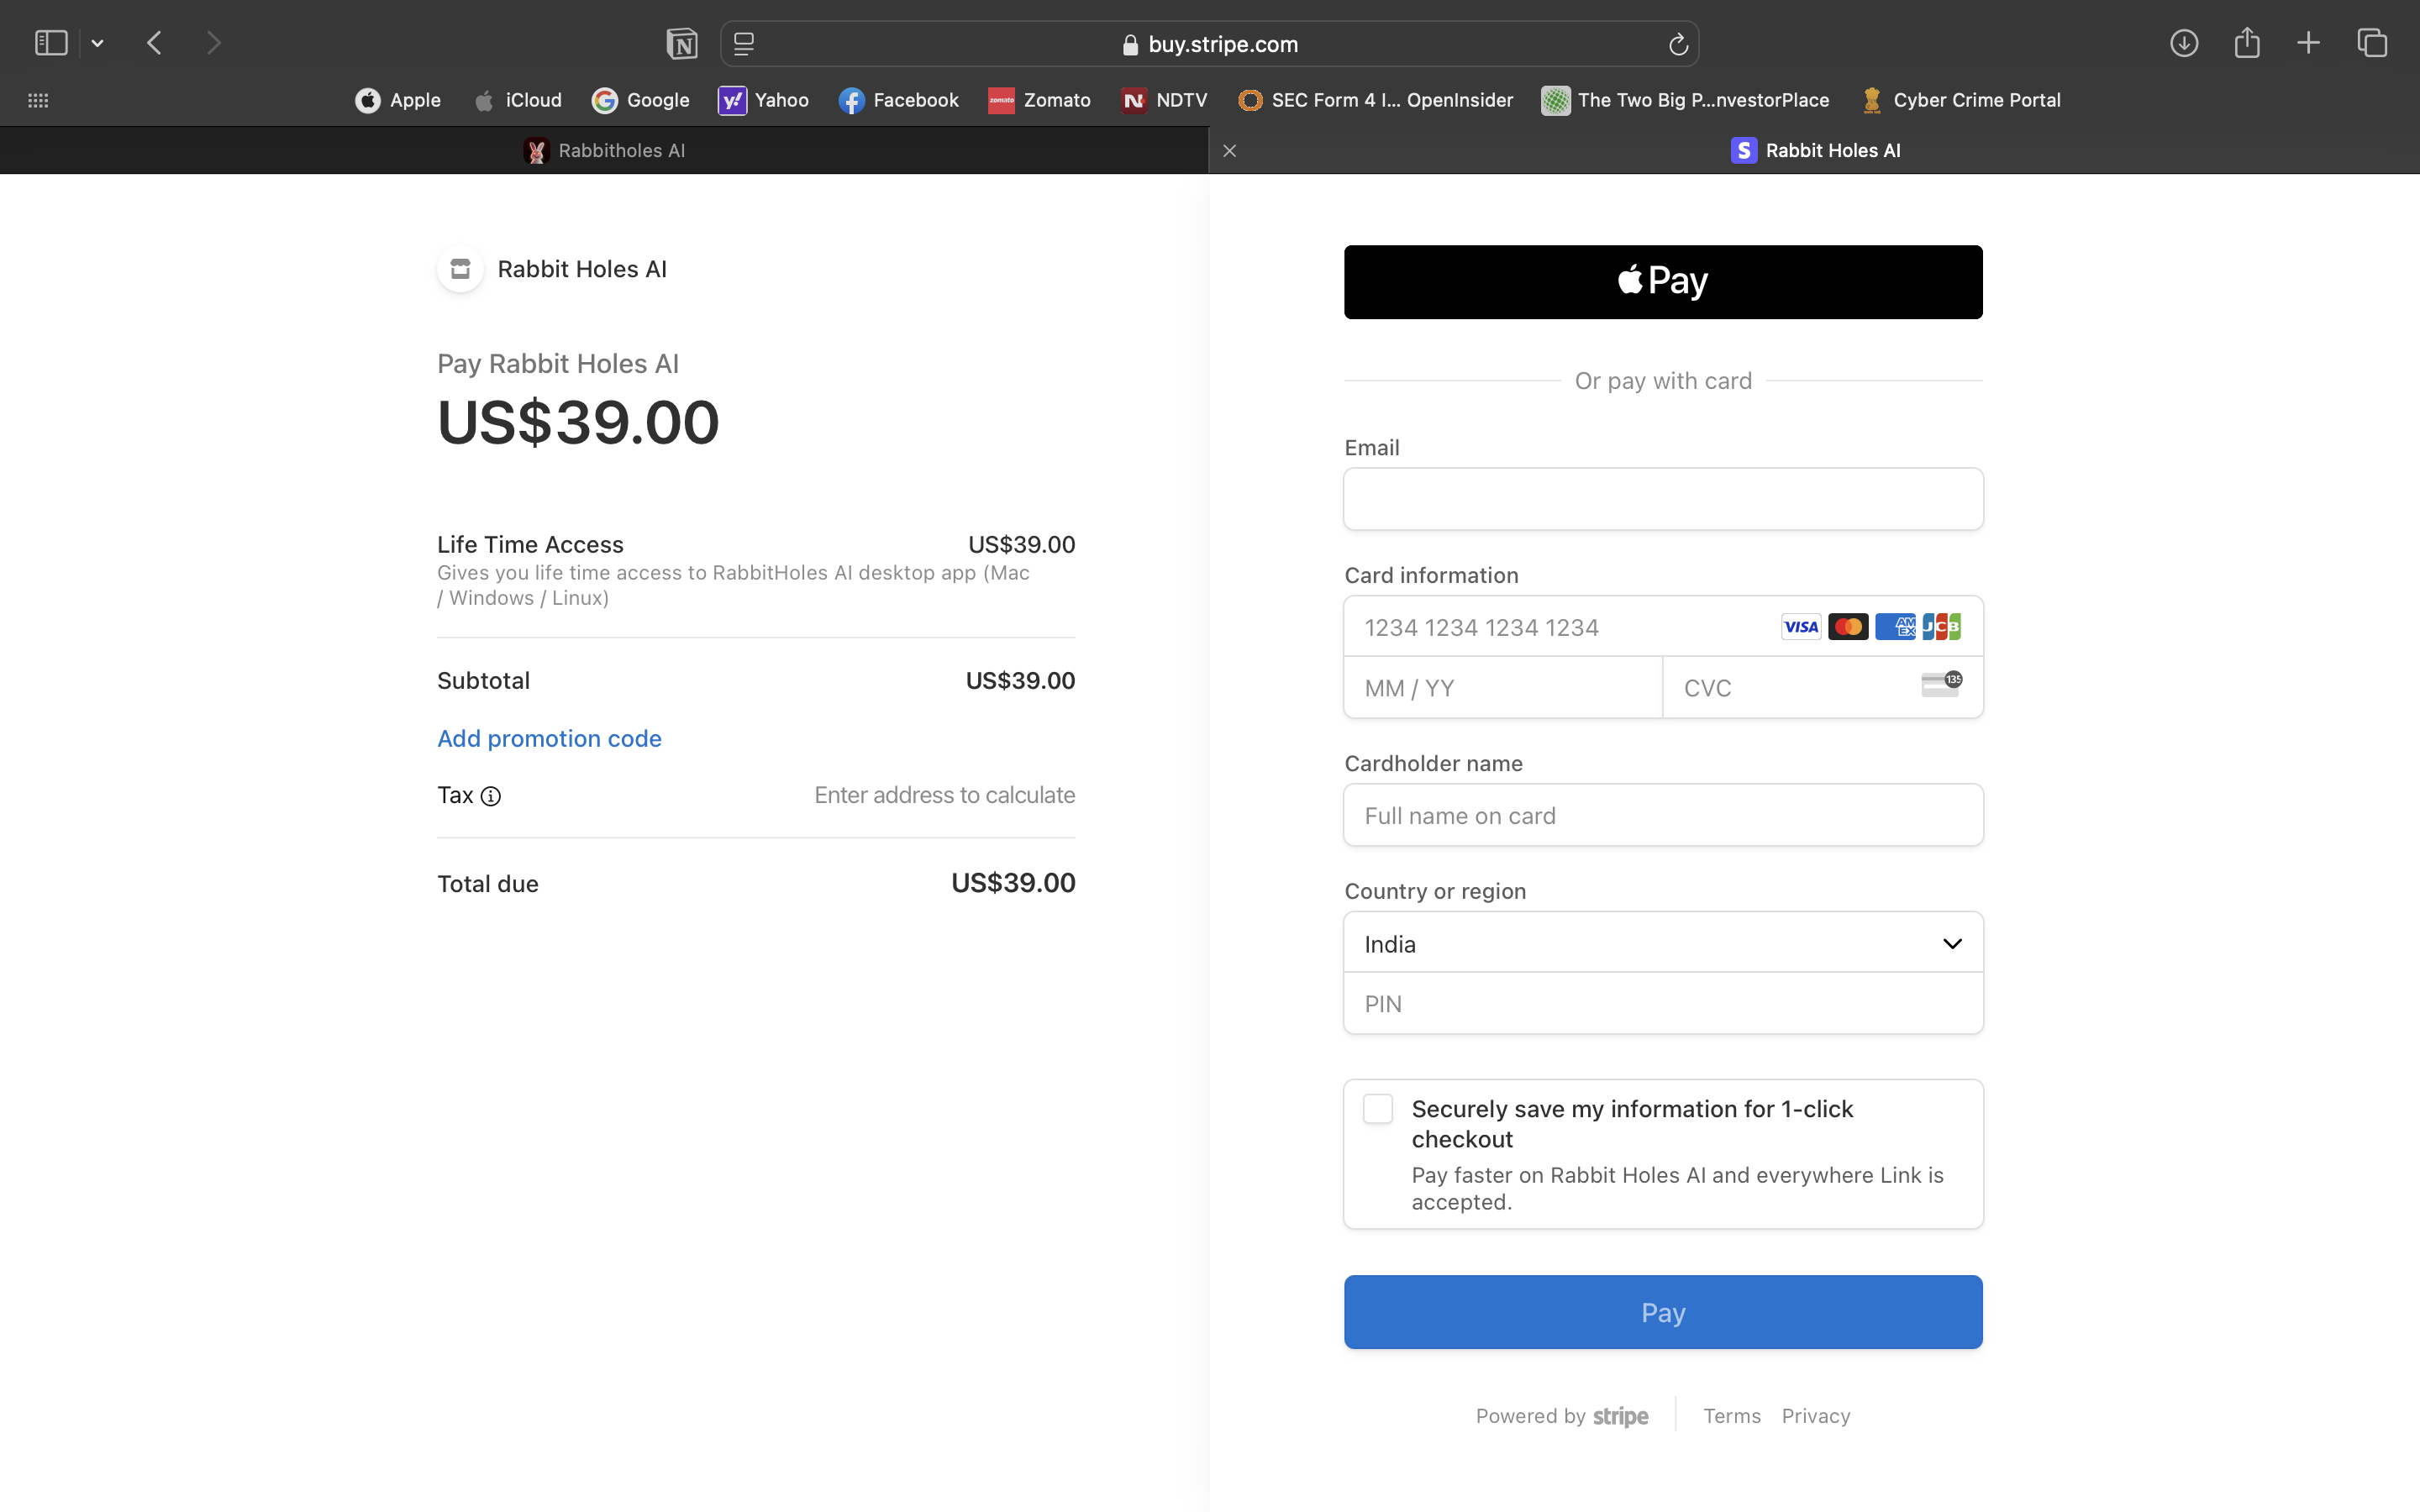 buy.stripe.com
Apple
iCloud
Google
Yahoo
Facebook
Zomato
NDTV
SEC Form 4 I... OpenInsider
The Two Big P...nvestorPlace
Cyber Crime Portal
Rabbitholes AI
Rabbit Holes AI
Rabbit Holes AI
Pay Rabbit Holes AI
US$39.00
Life Time Access US$39.00
Gives you life time access to RabbitHoles AI desktop app (Mac
/ Windows / Linux)
Subtotal US$39.00
Add promotion code
Tax Enter address to calculate
Total due US$39.00
Pay
Or pay with card
Email
Card information
1234 1234 1234 1234 VISA AMEX JCB
MM / YY CVC 135
Cardholder name
Full name on card
Country or region
India
PIN
Securely save my information for 1-click
checkout
Pay faster on Rabbit Holes AI and everywhere Link is
accepted.
Pay
Powered by stripe Terms Privacy